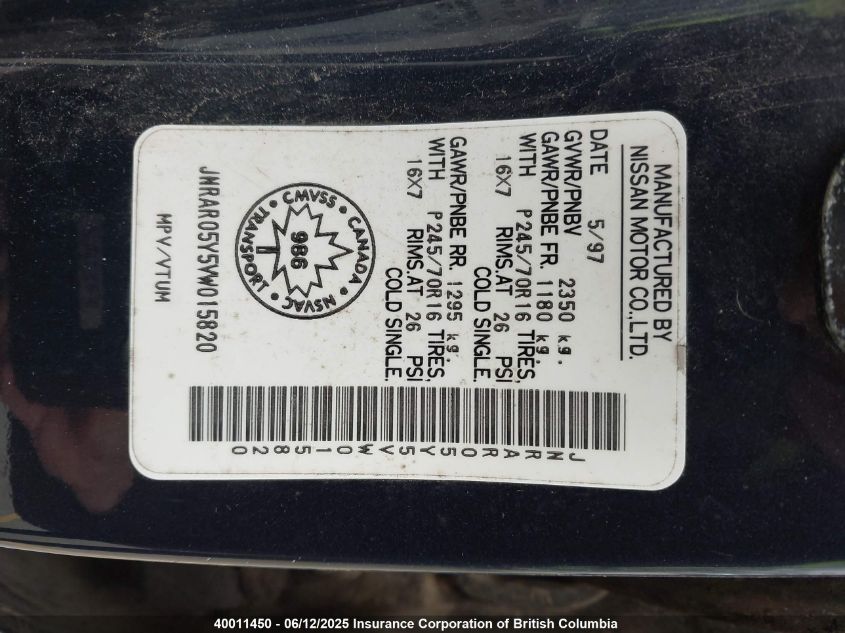 MANUFACTURED BY
NISSAN MOTOR CO.,LTD.
DATE 5/97
GVWR/PNBV 2350 kg.
GAWR/PNBE FR. 1180 kg.
WITH P245/70R16 TIRES,
16X7 RIMS.AT 26 PSI
COLD SINGLE.
GAWR/PNBE RR. 1295 kg.
WITH P245/70R16 TIRES,
16X7 RIMS.AT 26 PSI
COLD SINGLE.
TRANSPORT • CMVSS • CANADA • NSVAC •
986
JNRAR05Y5VW015820
MPV/VTUM
JNRAR05Y5VW015820
40011450 - 06/12/2025 Insurance Corporation of British Columbia